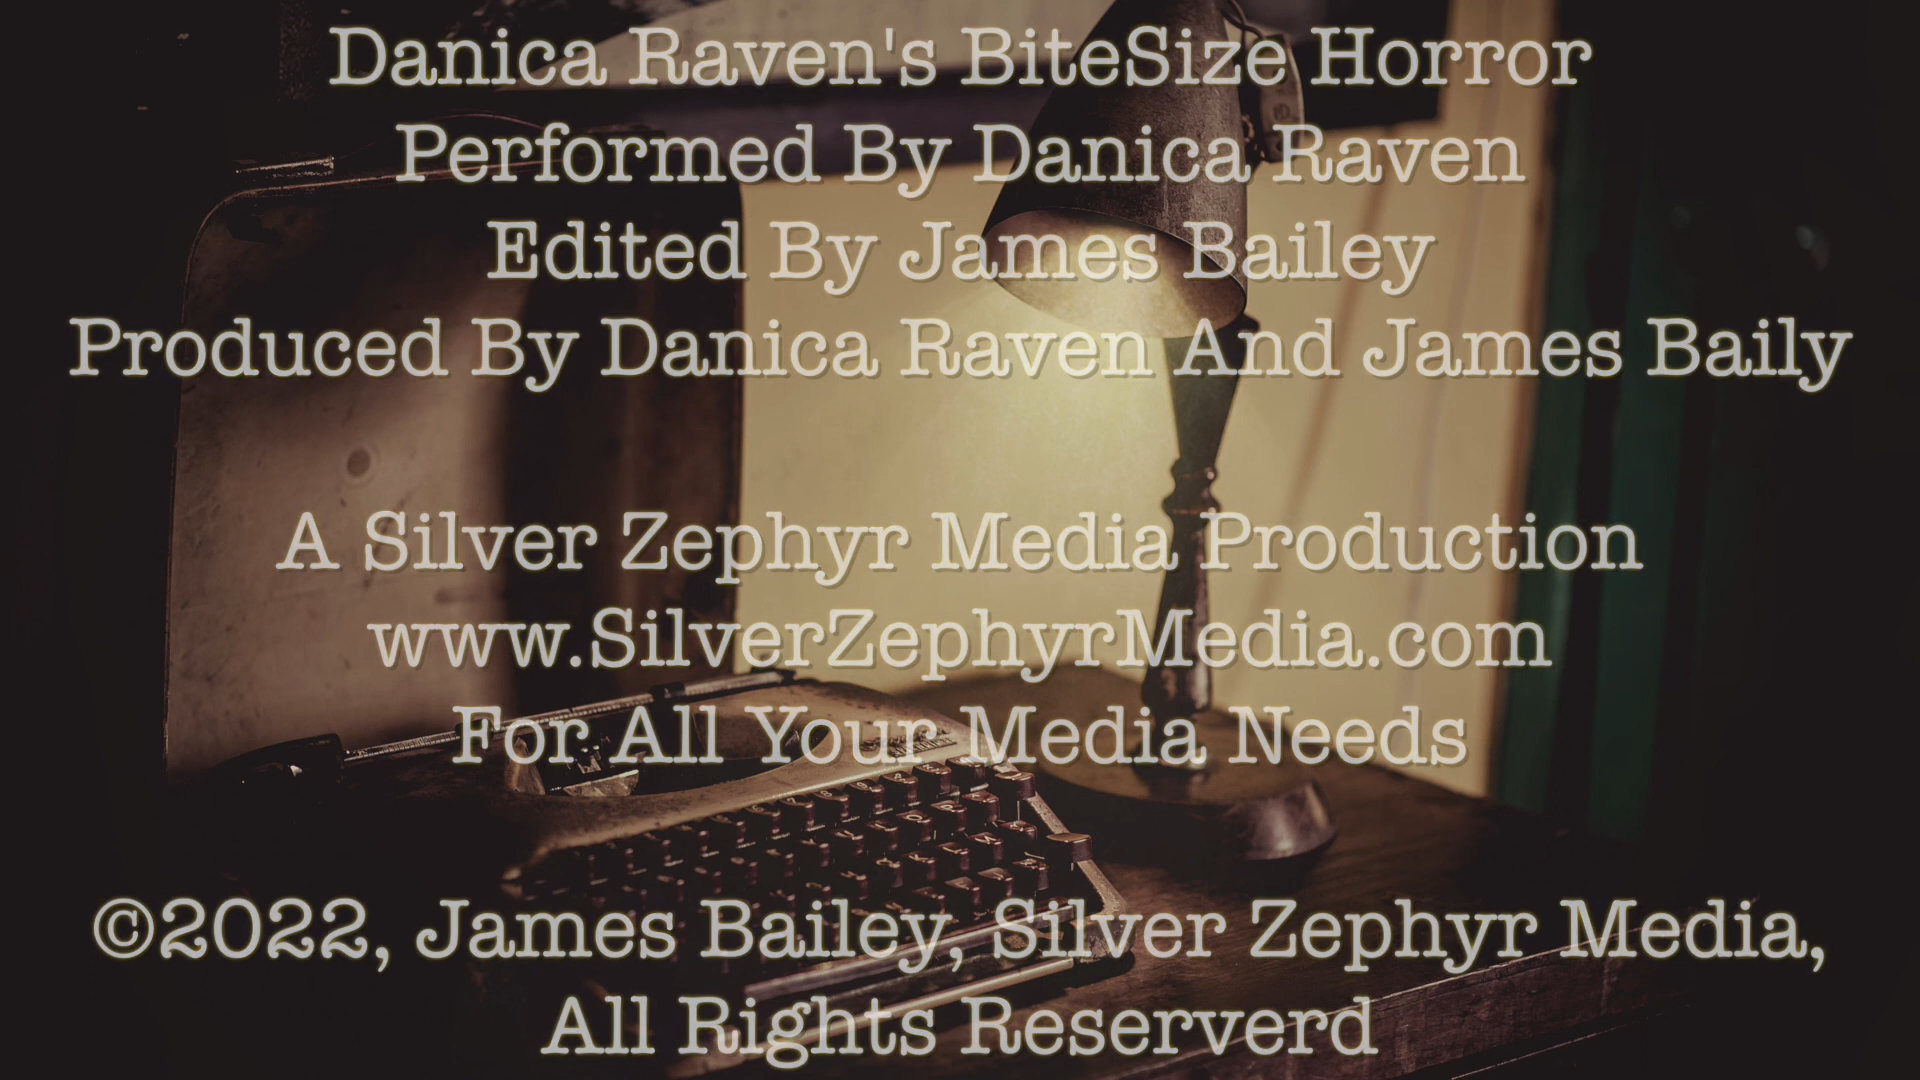 Danica Raven's BiteSize Horror
Performed By Danica Raven
Edited By James Bailey
Produced By Danica Raven And James Baily
A Silver Zephyr Media Production
www.SilverZephyrMedia.com
For All Your Media Needs
©2022, James Bailey, Silver Zephyr Media,
All Rights Reserverd